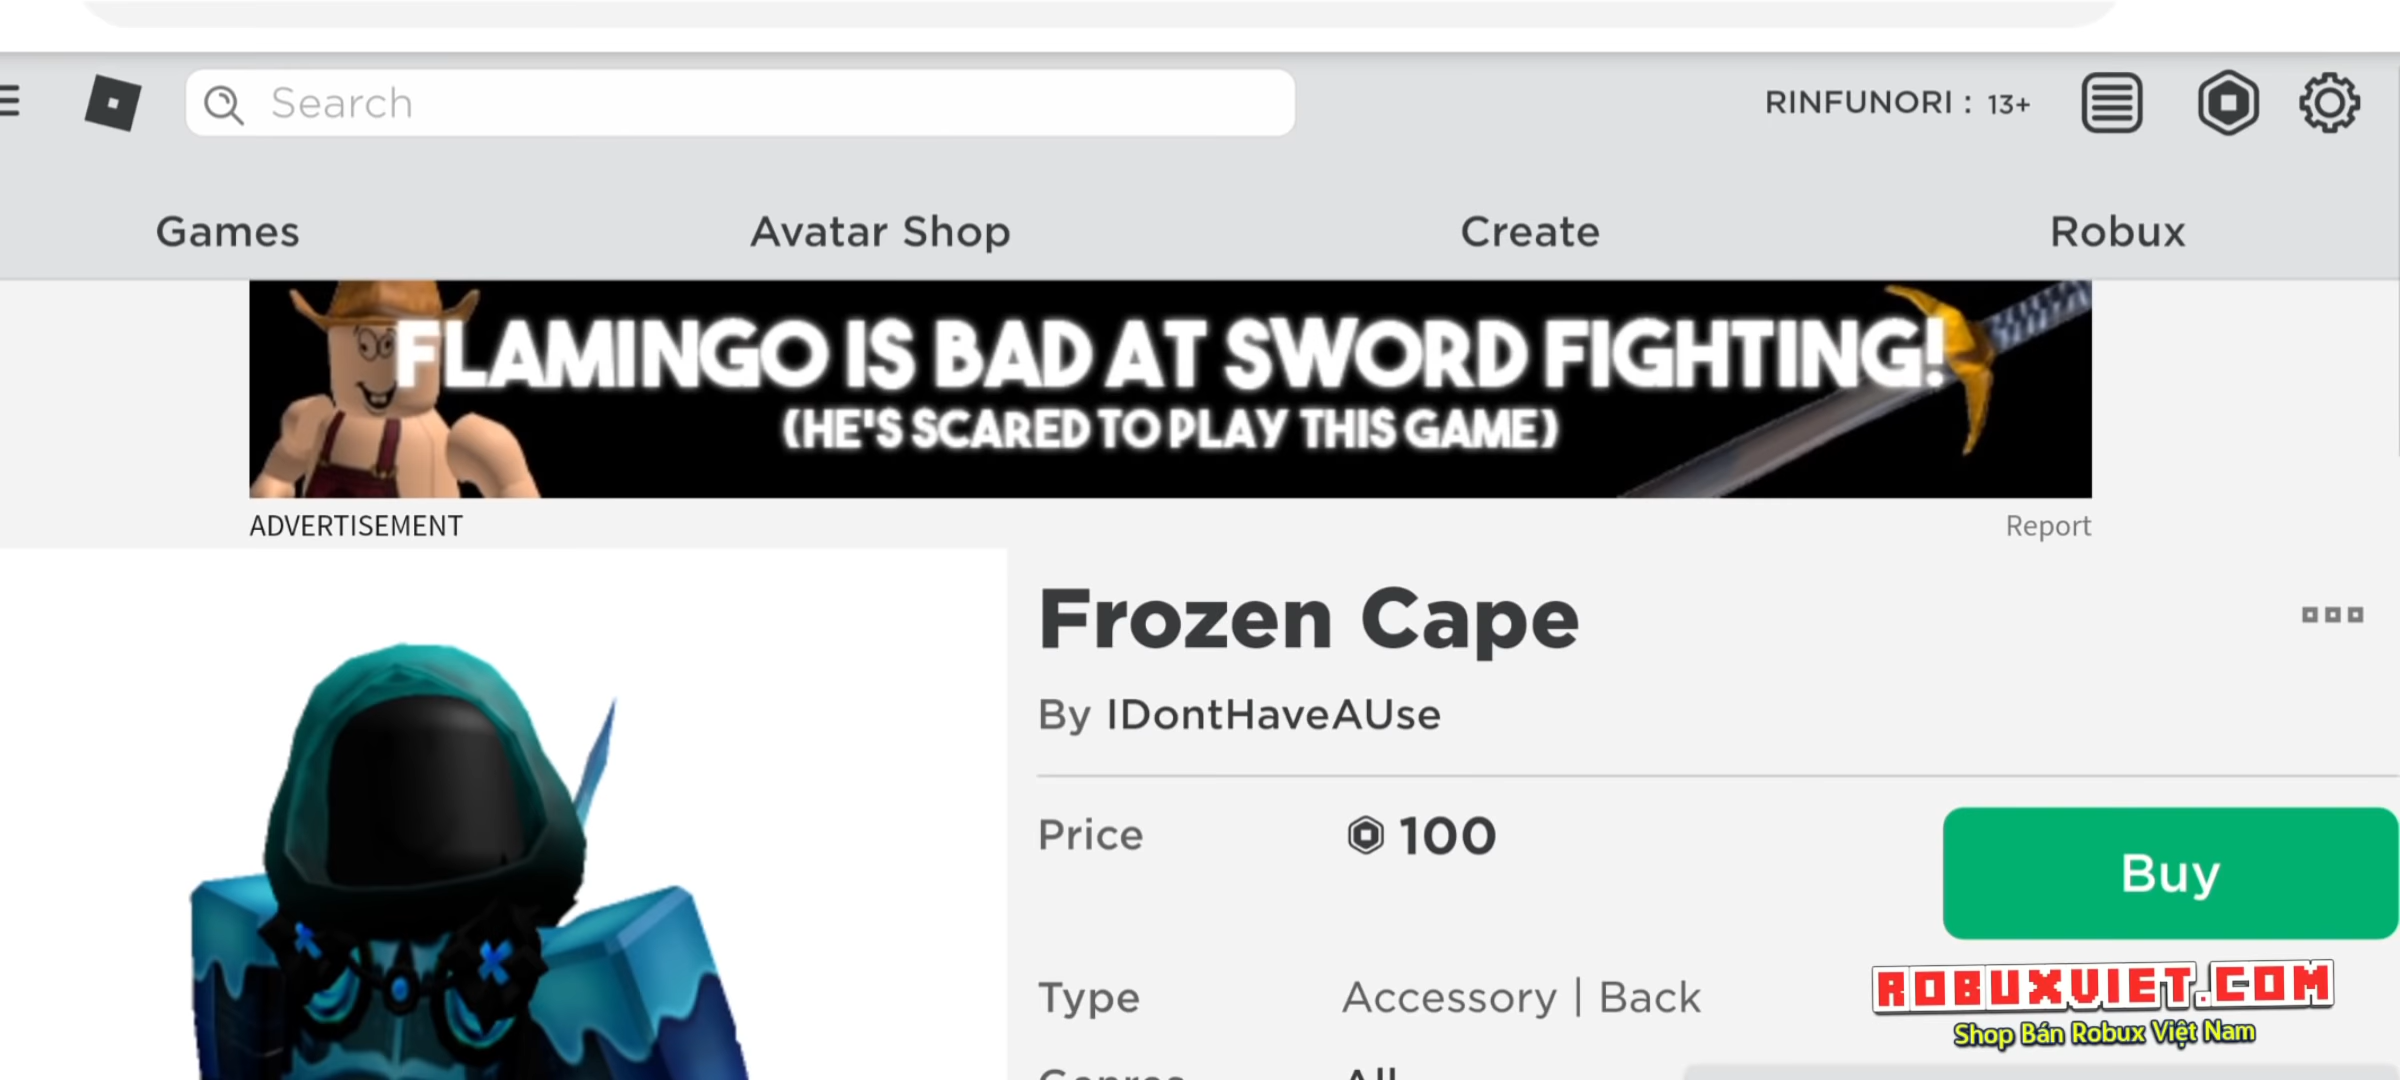 Search
RINFUNORI : 13+
Games Avatar Shop Create Robux
FLAMINGO IS BAD AT SWORD FIGHTING!
(HE'S SCARED TO PLAY THIS GAME)
ADVERTISEMENT Report
Frozen Cape
By IDontHaveAUse
Price 100
Buy
Type Accessory | Back
ROBUXVIET.COM
Shop Bán Robux Việt Nam
Genres All